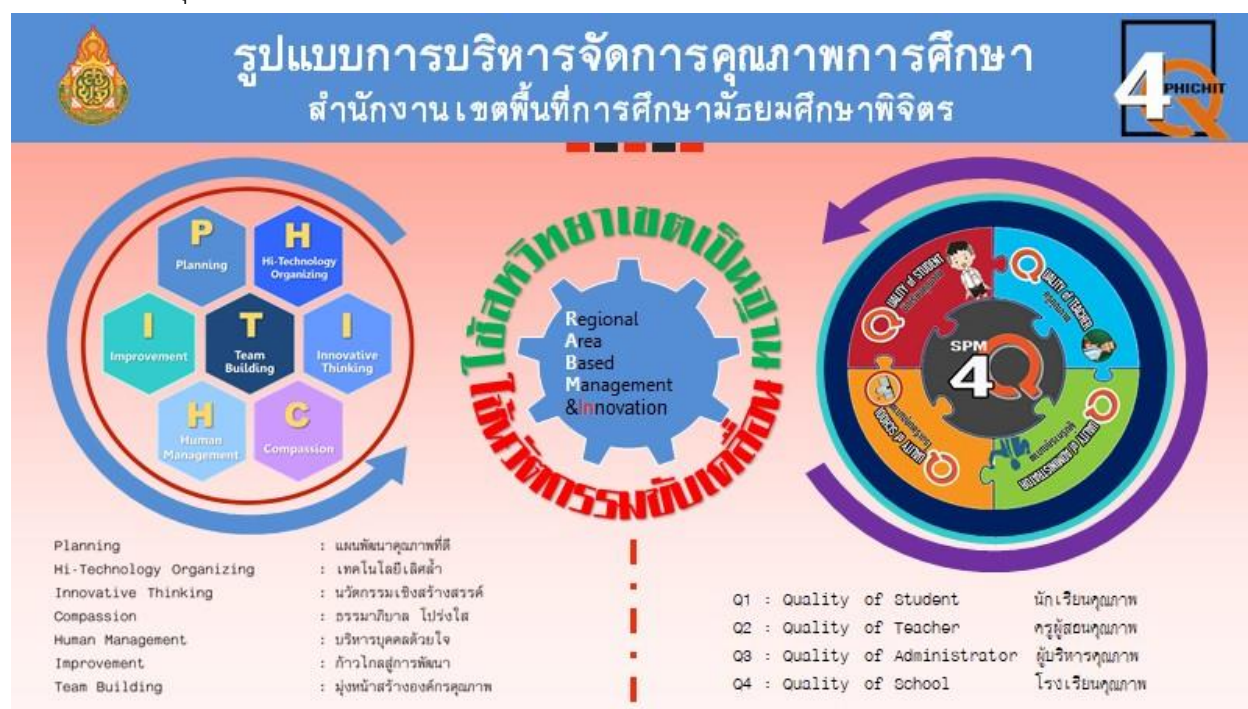 รูปแบบการบริหารจัดการคุณภาพการศึกษา
สำนักงานเขตพื้นที่การศึกษามัธยมศึกษาพิจิตร
4Q PHICHIT
P
Planning
H
Hi-Technology
Organizing
I
Improvement
T
Team
Building
I
Innovative
Thinking
H
Human
Management
C
Compassion
ใช้สหวิทยาเขตเป็นฐาน
Regional
Area
Based
Management
&Innovation
ใช้นวัตกรรมขับเคลื่อน
QUALITY of STUDENT
QUALITY of TEACHER
SPM
4Q
QUALITY of SCHOOL
QUALITY of ADMINISTRATOR
Planning : แผนพัฒนาคุณภาพที่ดี
Hi-Technology Organizing : เทคโนโลยีเลิศล้ำ
Innovative Thinking : นวัตกรรมเชิงสร้างสรรค์
Compassion : ธรรมาภิบาล โปร่งใส
Human Management : บริหารบุคคลด้วยใจ
Improvement : ก้าวไกลสู่การพัฒนา
Team Building : มุ่งหน้าสร้างองค์กรคุณภาพ
Q1 : Quality of Student นักเรียนคุณภาพ
Q2 : Quality of Teacher ครูผู้สอนคุณภาพ
Q3 : Quality of Administrator ผู้บริหารคุณภาพ
Q4 : Quality of School โรงเรียนคุณภาพ